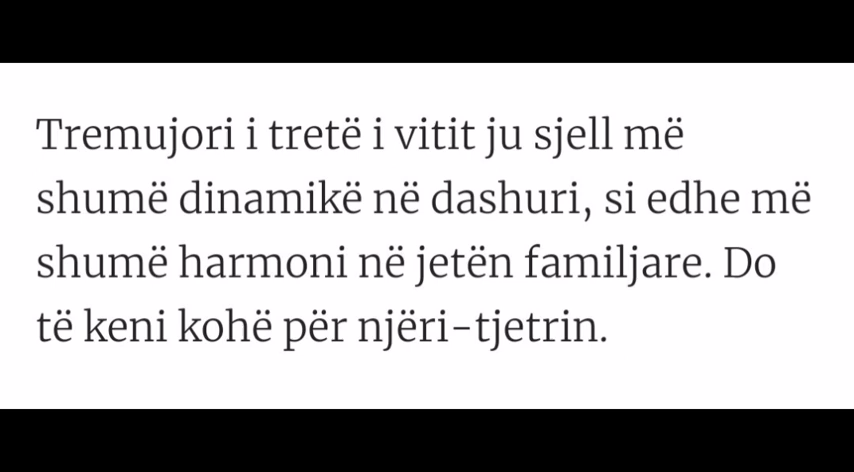 Tremujori i tretë i vitit ju sjell më
shumë dinamikë në dashuri, si edhe më
shumë harmoni në jetën familjare. Do
të keni kohë për njëri-tjetrin.